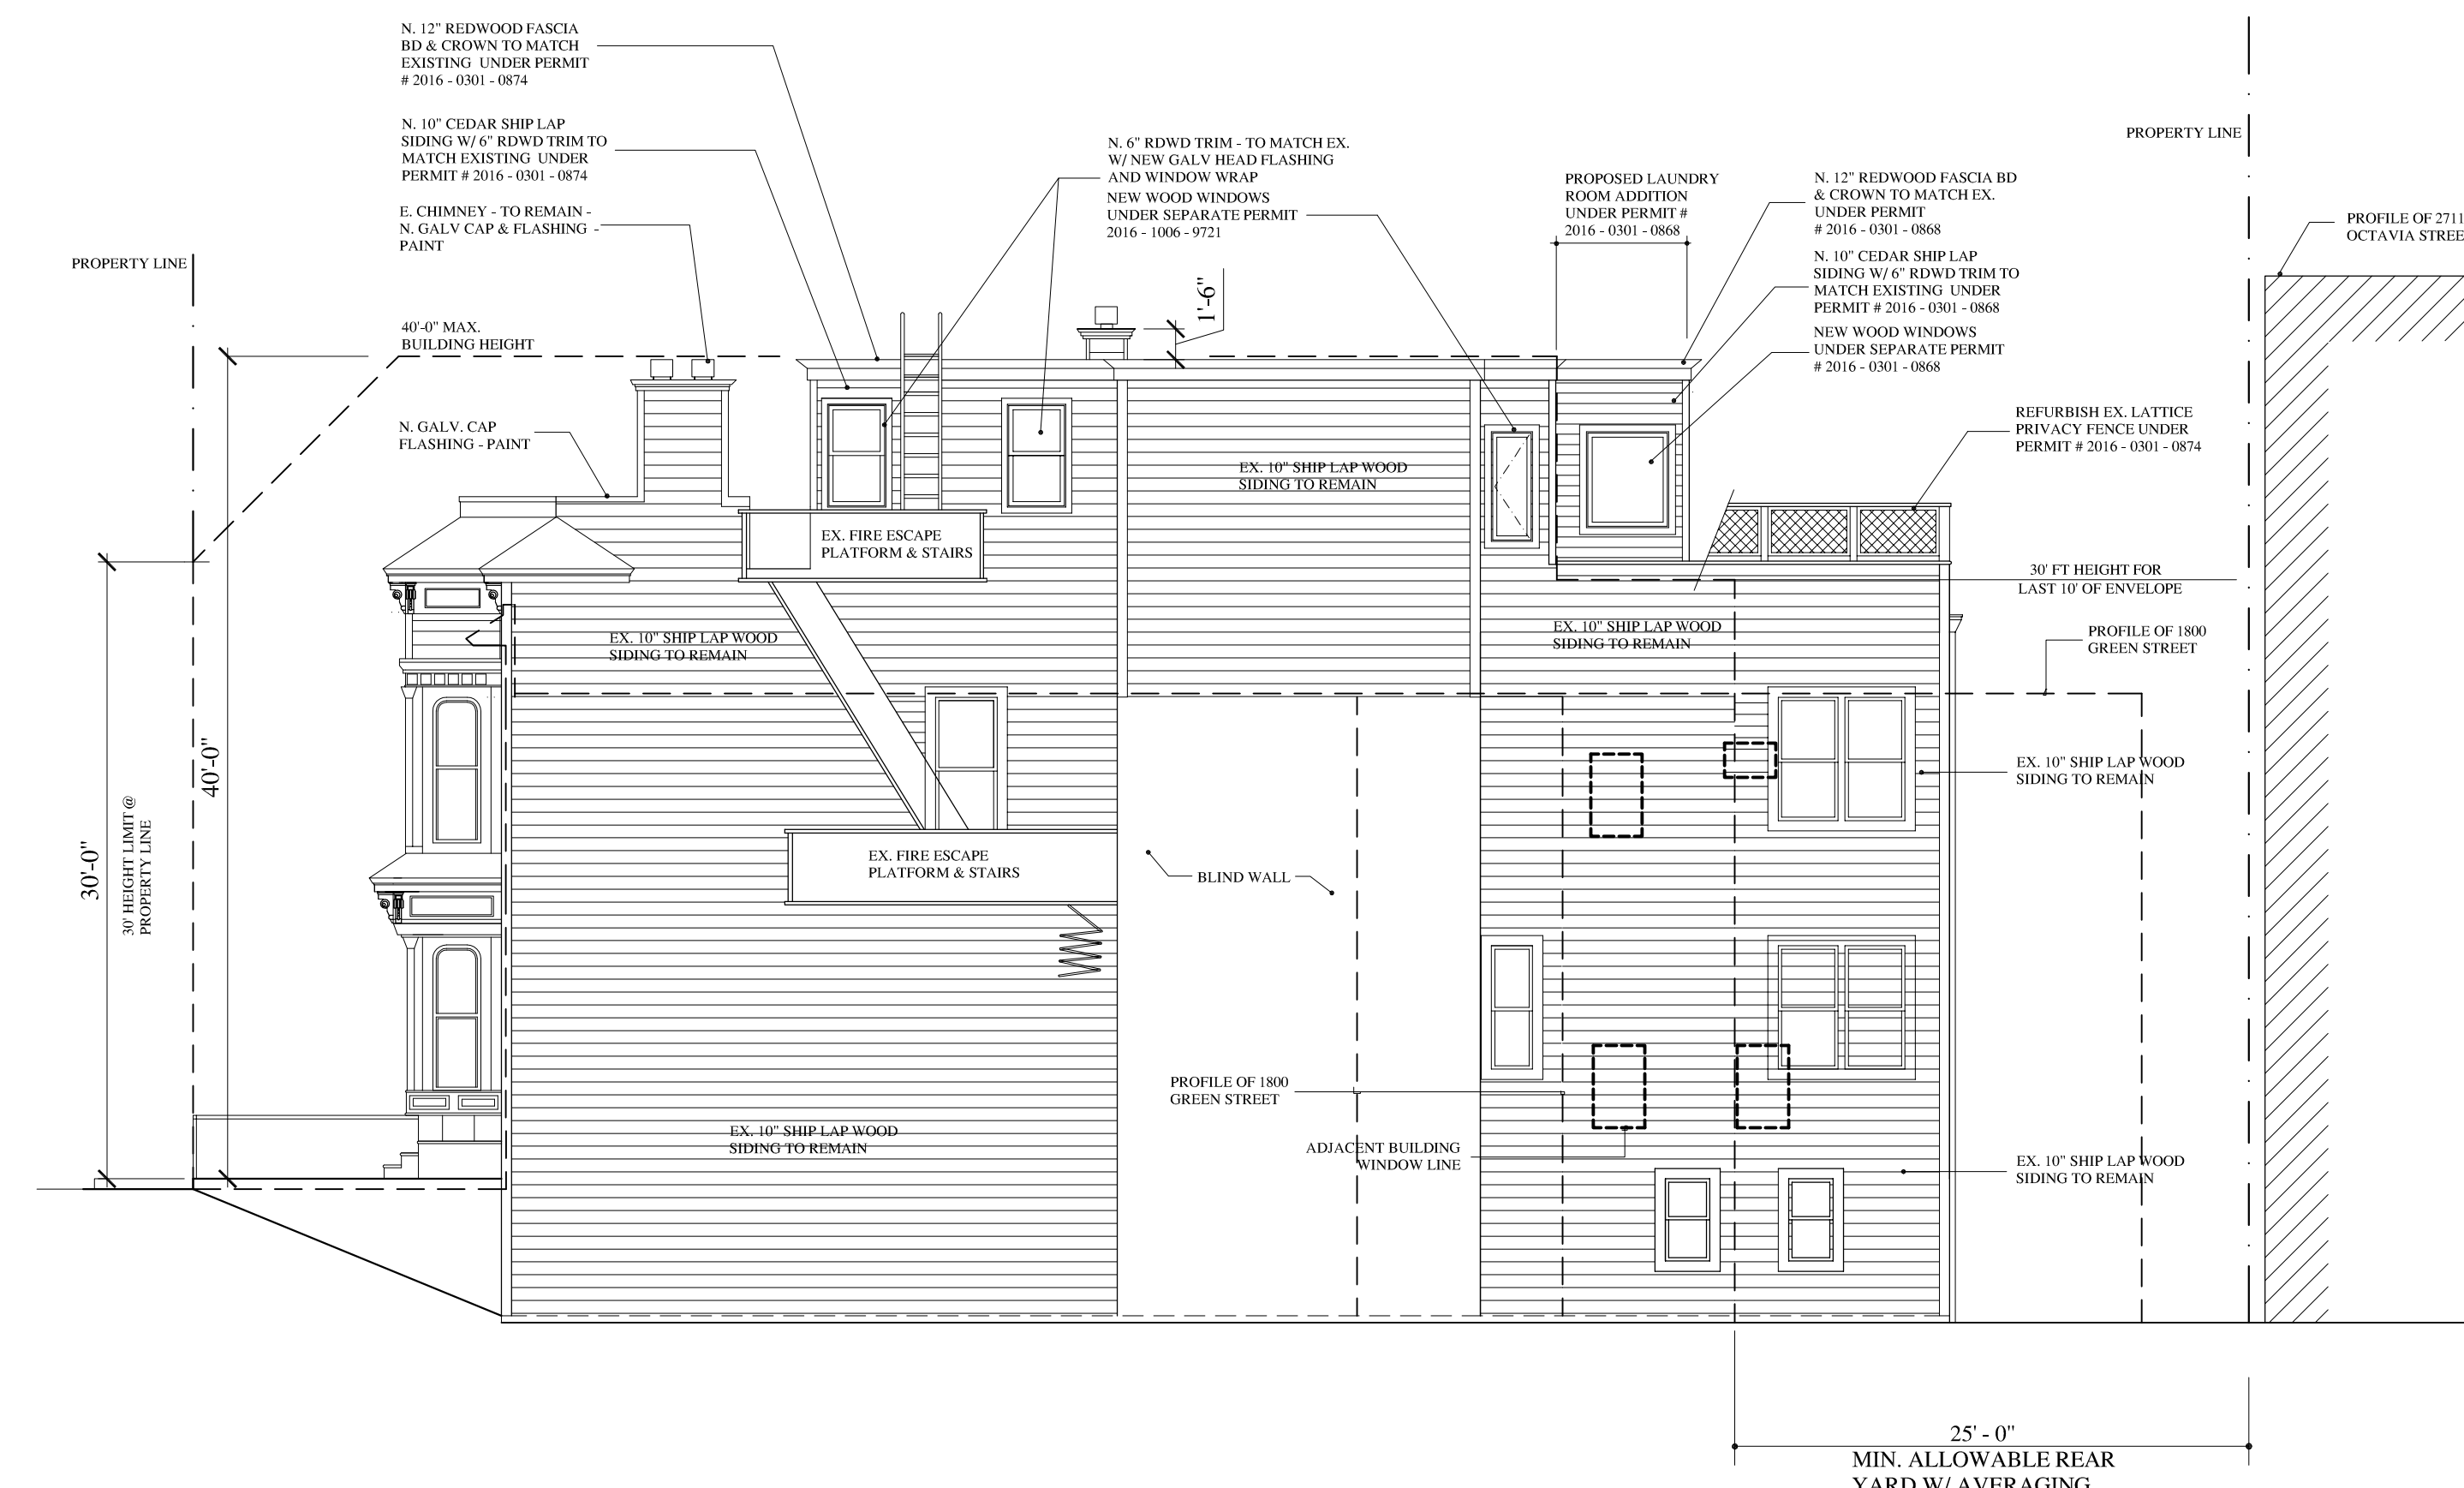 N. 12" REDWOOD FASCIA
BD & CROWN TO MATCH
EXISTING UNDER PERMIT
# 2016 - 0301 - 0874
N. 10" CEDAR SHIP LAP
SIDING W/ 6" RDWD TRIM TO
MATCH EXISTING UNDER
PERMIT # 2016 - 0301 - 0874
E. CHIMNEY - TO REMAIN -
N. GALV CAP & FLASHING -
PAINT
PROPERTY LINE
40'-0" MAX.
BUILDING HEIGHT
N. GALV. CAP
FLASHING - PAINT
N. 6" RDWD TRIM - TO MATCH EX.
W/ NEW GALV HEAD FLASHING
AND WINDOW WRAP
NEW WOOD WINDOWS
UNDER SEPARATE PERMIT
2016 - 1006 - 9721
1'-6"
PROPOSED LAUNDRY
ROOM ADDITION
UNDER PERMIT #
2016 - 0301 - 0868
N. 12" REDWOOD FASCIA BD
& CROWN TO MATCH EX.
UNDER PERMIT
# 2016 - 0301 - 0868
N. 10" CEDAR SHIP LAP
SIDING W/ 6" RDWD TRIM TO
MATCH EXISTING UNDER
PERMIT # 2016 - 0301 - 0868
NEW WOOD WINDOWS
UNDER SEPARATE PERMIT
# 2016 - 0301 - 0868
PROPERTY LINE
PROFILE OF 2711
OCTAVIA STREE
REFURBISH EX. LATTICE
PRIVACY FENCE UNDER
PERMIT # 2016 - 0301 - 0874
EX. 10" SHIP LAP WOOD
SIDING TO REMAIN
EX. FIRE ESCAPE
PLATFORM & STAIRS
30' FT HEIGHT FOR
LAST 10' OF ENVELOPE
EX. 10" SHIP LAP WOOD
SIDING TO REMAIN
EX. 10" SHIP LAP WOOD
SIDING TO REMAIN
PROFILE OF 1800
GREEN STREET
40'-0"
30'-0"
30' HEIGHT LIMIT @
PROPERTY LINE
EX. 10" SHIP LAP WOOD
SIDING TO REMAIN
EX. FIRE ESCAPE
PLATFORM & STAIRS
BLIND WALL
PROFILE OF 1800
GREEN STREET
EX. 10" SHIP LAP WOOD
SIDING TO REMAIN
ADJACENT BUILDING
WINDOW LINE
EX. 10" SHIP LAP WOOD
SIDING TO REMAIN
25' - 0"
MIN. ALLOWABLE REAR
YARD W/ AVERAGING